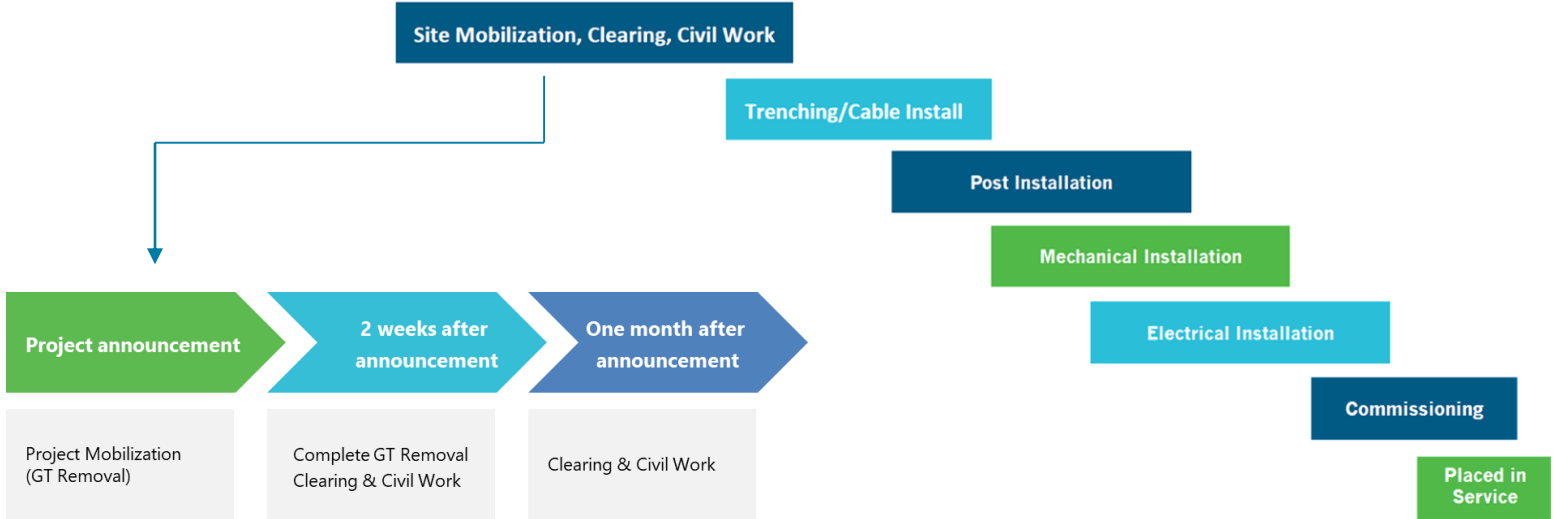 Site Mobilization, Clearing, Civil Work
Trenching/Cable Install
Post Installation
Mechanical Installation
Electrical Installation
Commissioning
Placed in
Service
Project announcement
2 weeks after
announcement
One month after
announcement
Project Mobilization
(GT Removal)
Complete GT Removal
Clearing & Civil Work
Clearing & Civil Work